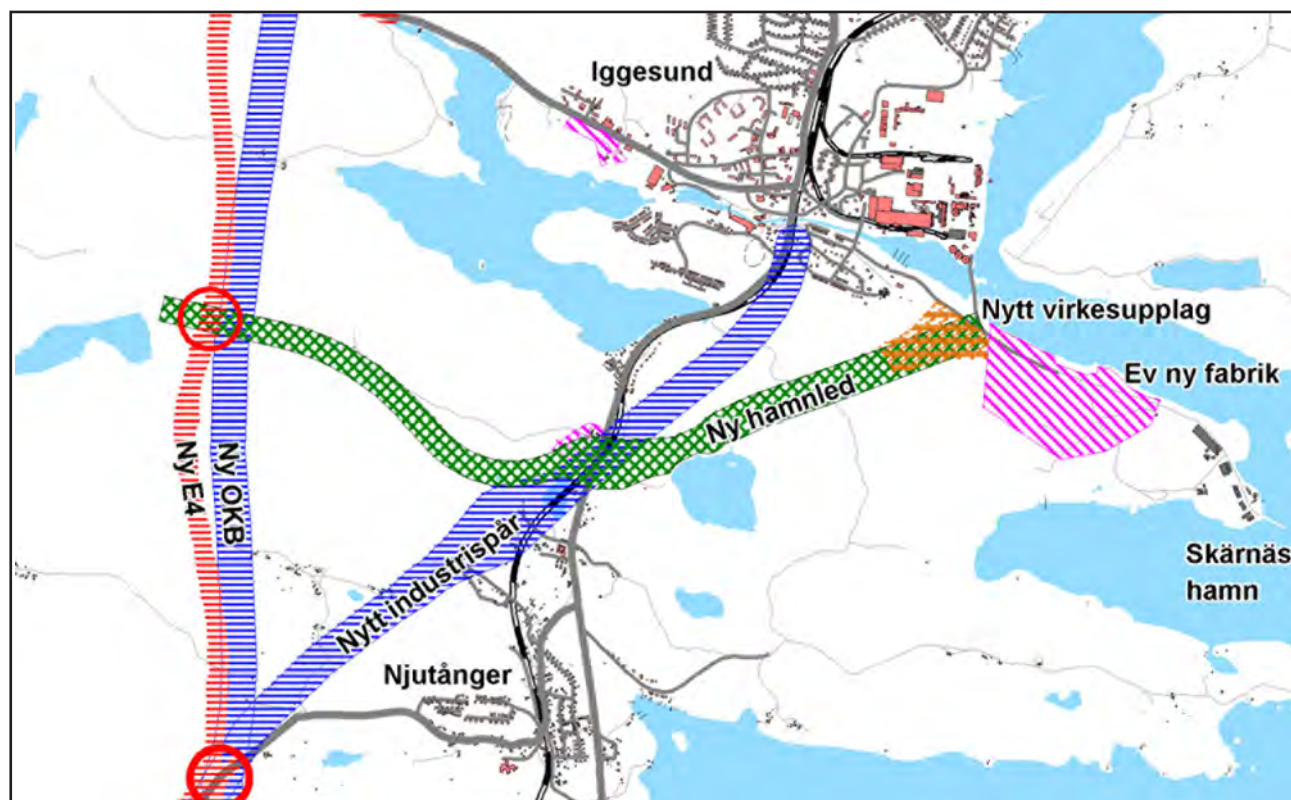 Iggesund
Nytt virkesupplag
Ev ny fabrik
Ny hamnled
Ny E4
Ny OKB
Nytt industrispår
Skärnäs
hamn
Njutånger